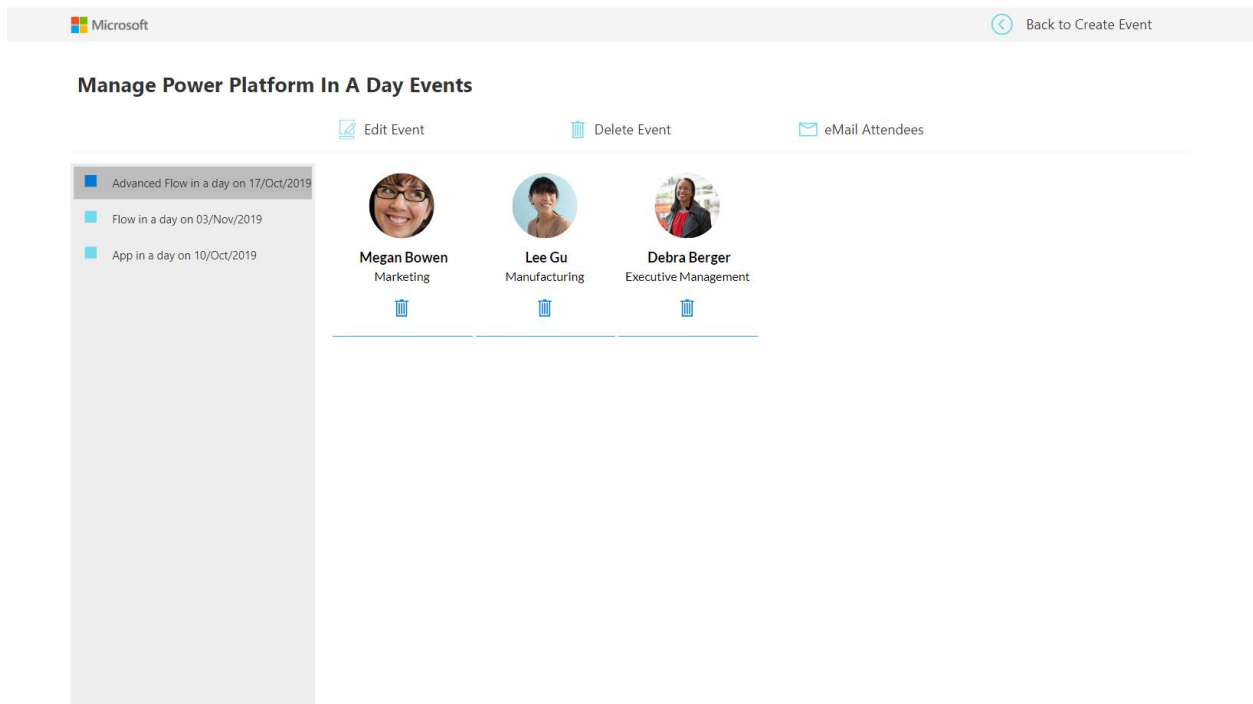 Microsoft
Back to Create Event
Manage Power Platform In A Day Events
Edit Event
Delete Event
eMail Attendees
Advanced Flow in a day on 17/Oct/2019
Flow in a day on 03/Nov/2019
App in a day on 10/Oct/2019
Megan Bowen
Marketing
Lee Gu
Manufacturing
Debra Berger
Executive Management